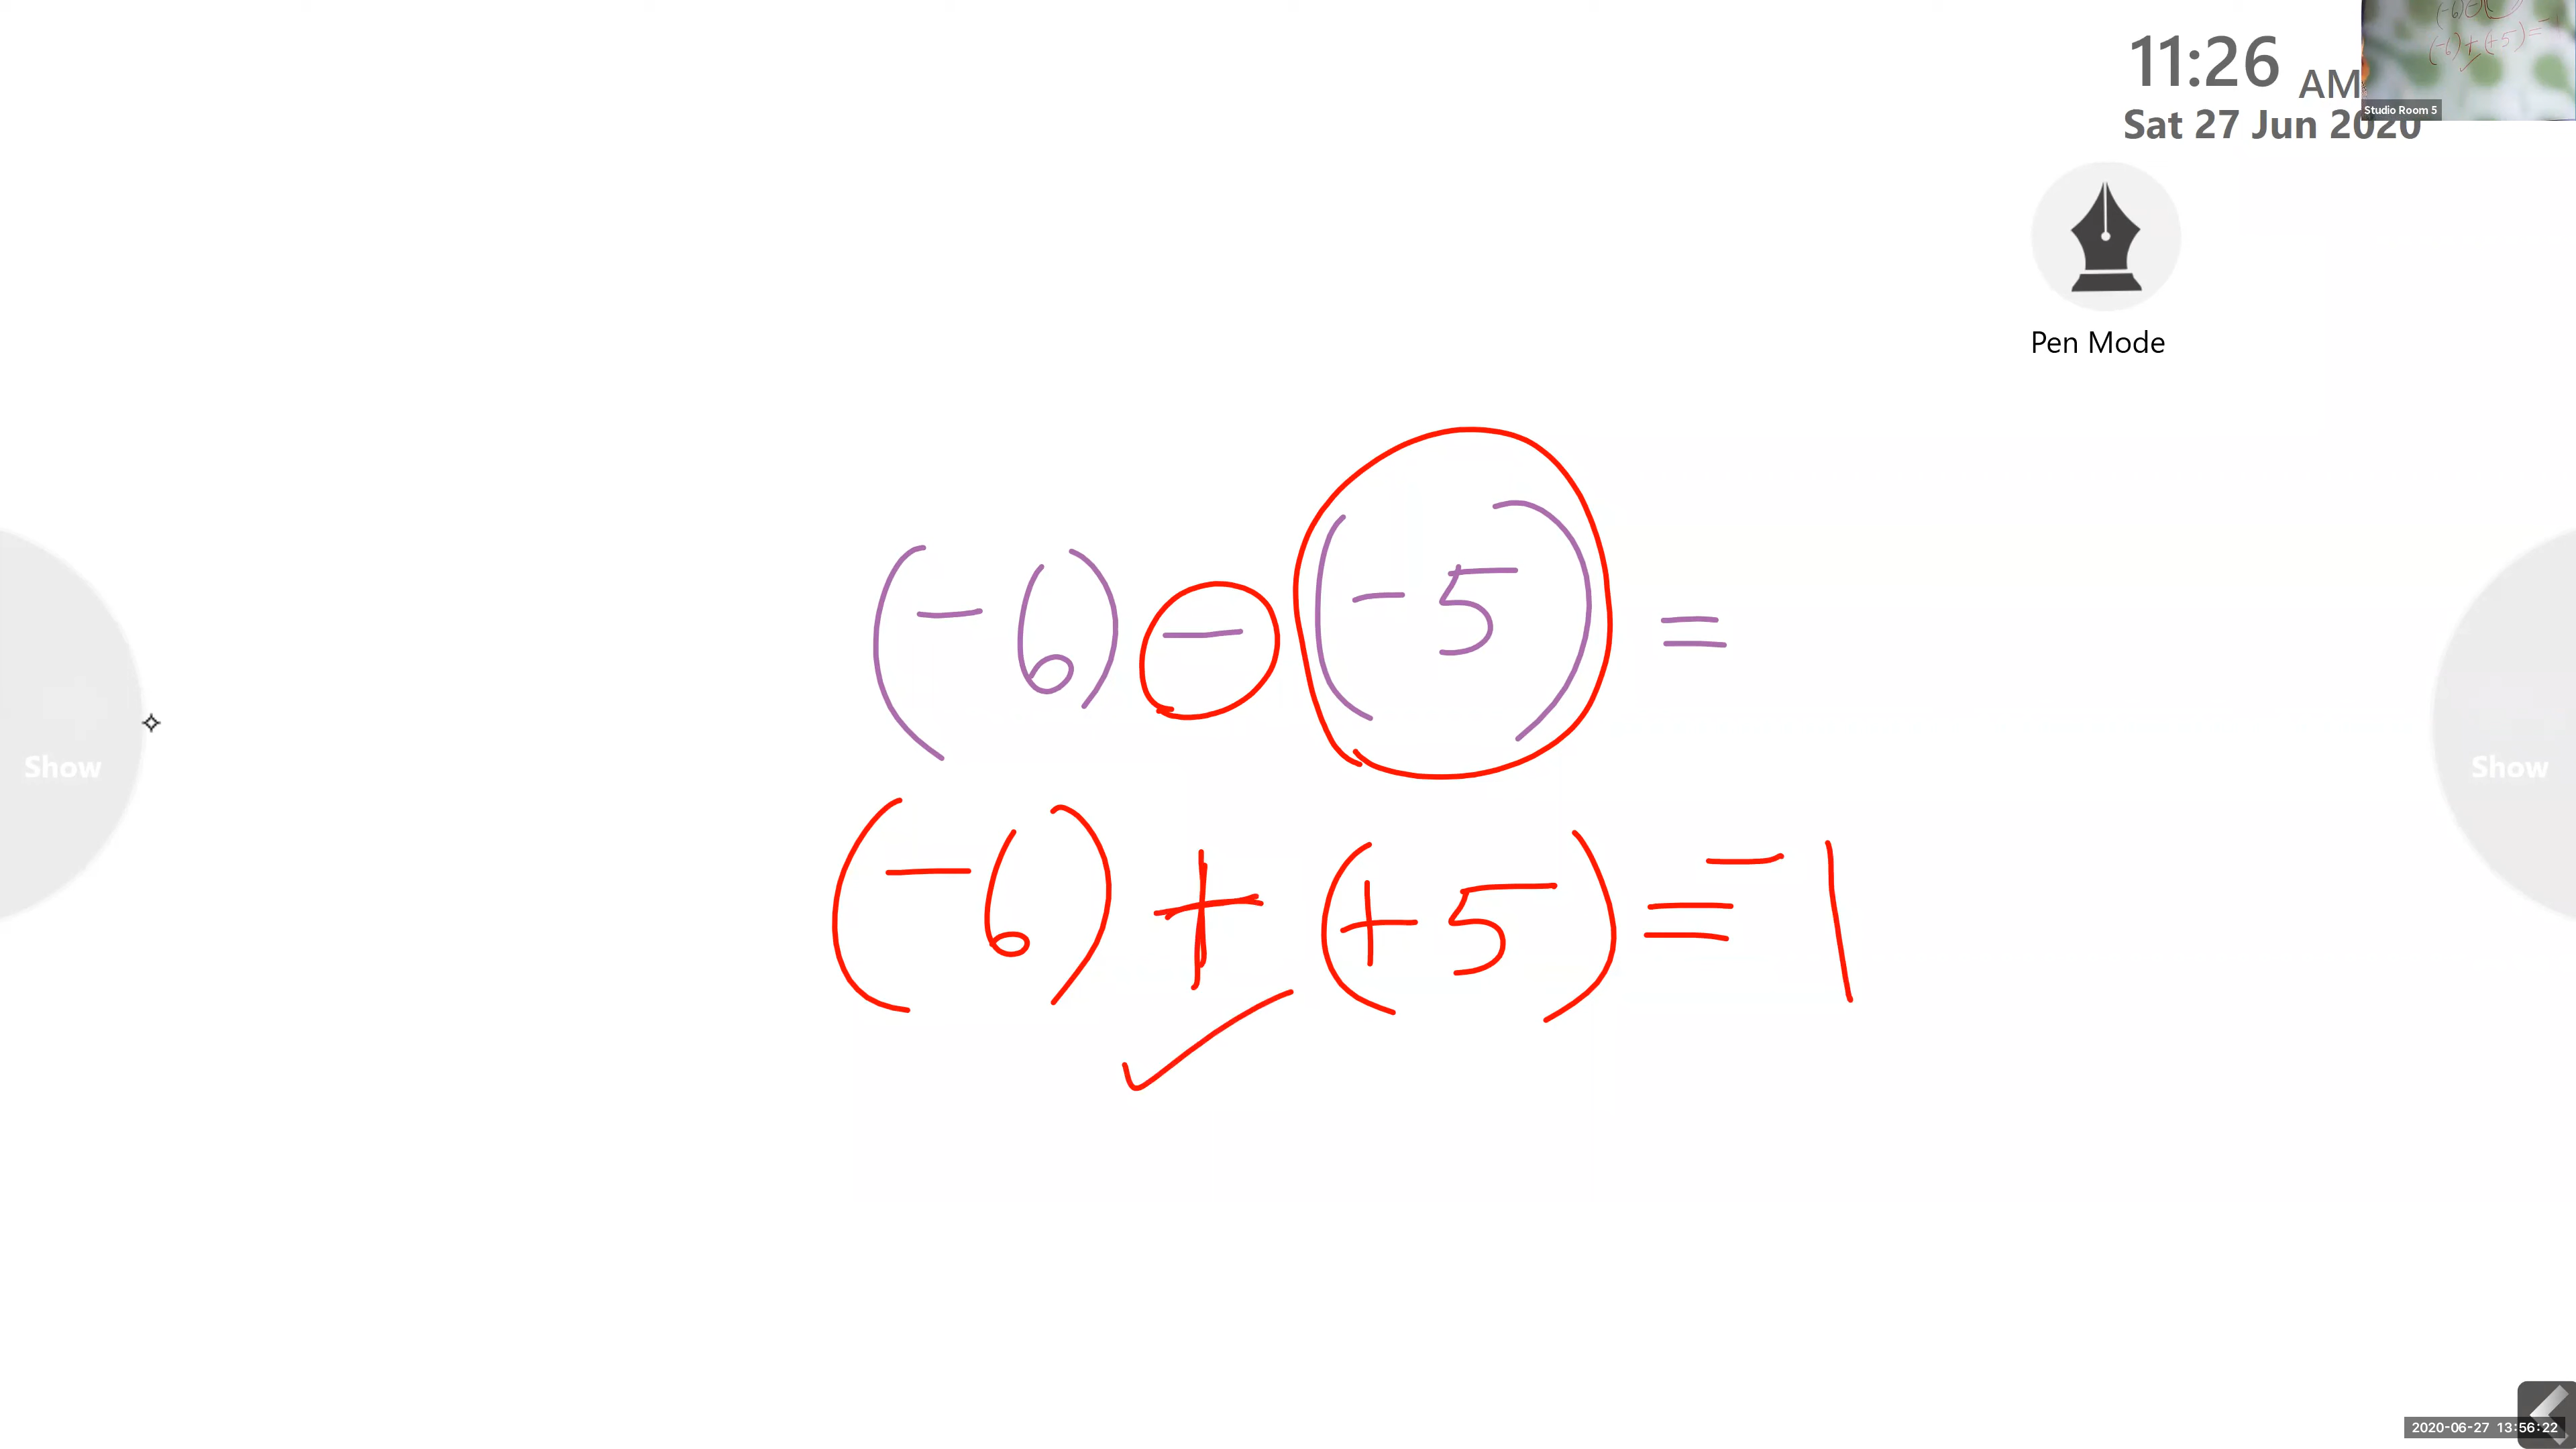 11:26 AM
Studio Room 5
Sat 27 Jun 2020
Pen Mode
(-6) - (-5) =
(-6) + (+5) = -1
Show
Show
2020-06-27 13:56:22